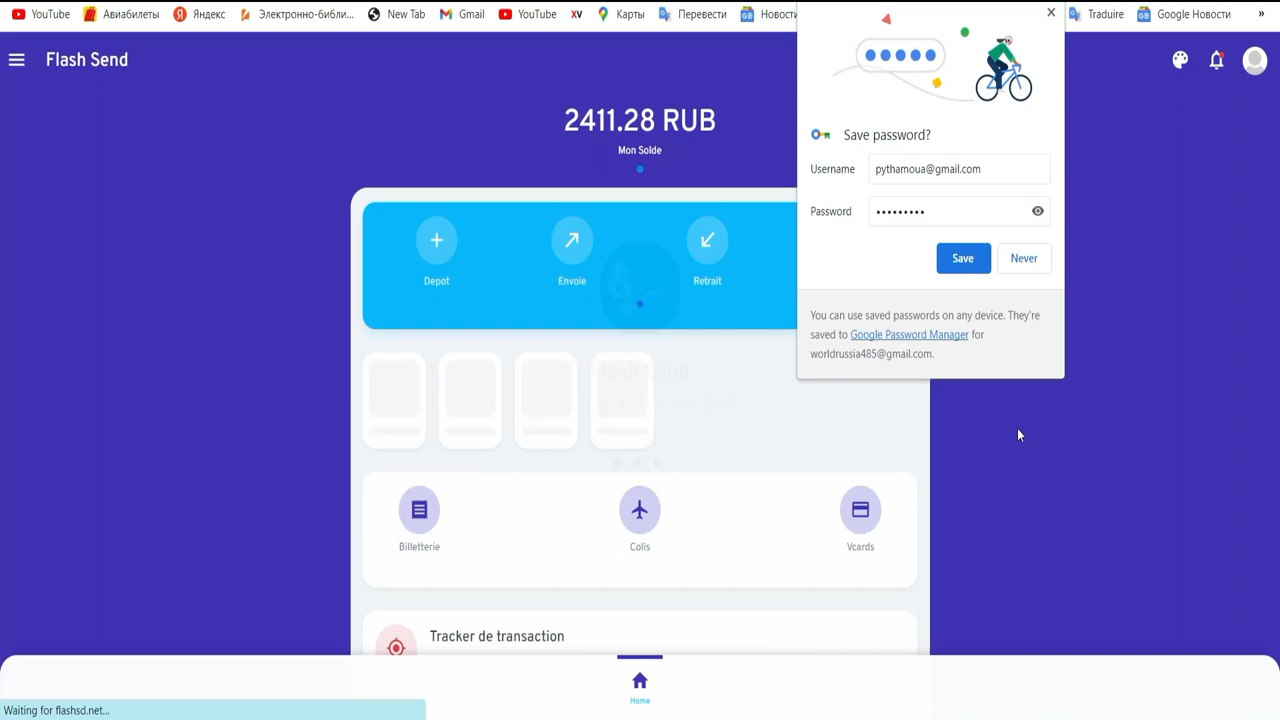 YouTube Авиабилеты Яндекс Электронно-библи... New Tab Gmail YouTube XV Карты Перевести Новости Traduire Google Новости »
Flash Send
2411.28 RUB
Mon Solde
Save password?
Username pythamoua@gmail.com
Password •••••••••
Save Never
You can use saved passwords on any device. They're
saved to Google Password Manager for
worldrussia485@gmail.com.
Depot Envoie Retrait
Flash Send
Billetterie Colis Vcards
Tracker de transaction
Home
Waiting for flashsd.net...